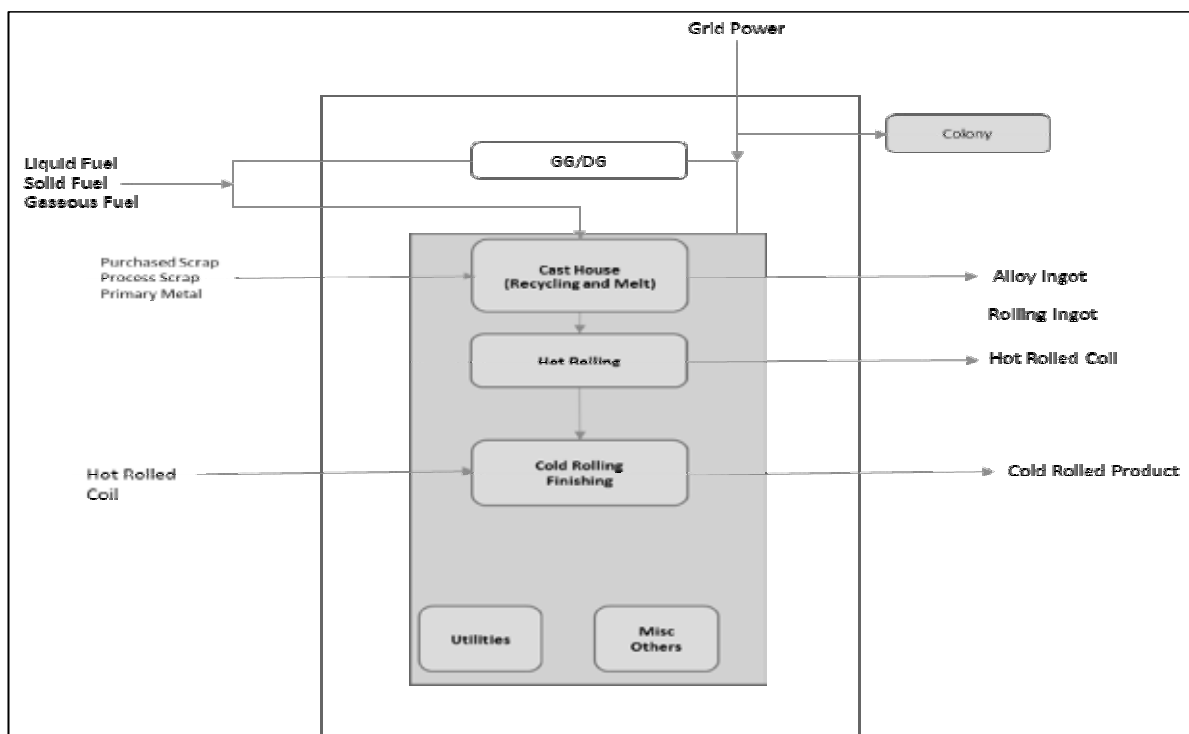 Grid Power
Colony
Liquid Fuel
Solid Fuel
Gaseous Fuel
GG/DG
Purchased Scrap
Process Scrap
Primary Metal
Cast House
(Recycling and Melt)
Alloy Ingot
Rolling Ingot
Hot Rolling
Hot Rolled Coil
Hot Rolled
Coil
Cold Rolling
Finishing
Cold Rolled Product
Utilities
Misc
Others